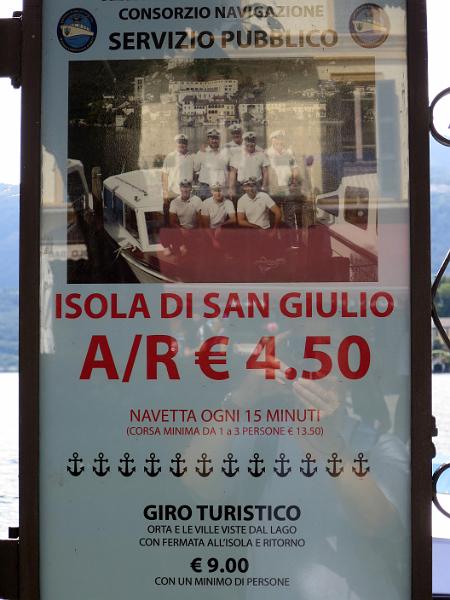 CONSORZIO NAVIGAZIONE
SERVIZIO PUBBLICO
ISOLA DI SAN GIULIO
A/R € 4.50
NAVETTA OGNI 15 MINUTI
(CORSA MINIMA DA 1 a 3 PERSONE € 13.50)
GIRO TURISTICO
ORTA E LE VILLE VISTE DAL LAGO
CON FERMATA ALL'ISOLA E RITORNO
€ 9.00
CON UN MINIMO DI PERSONE